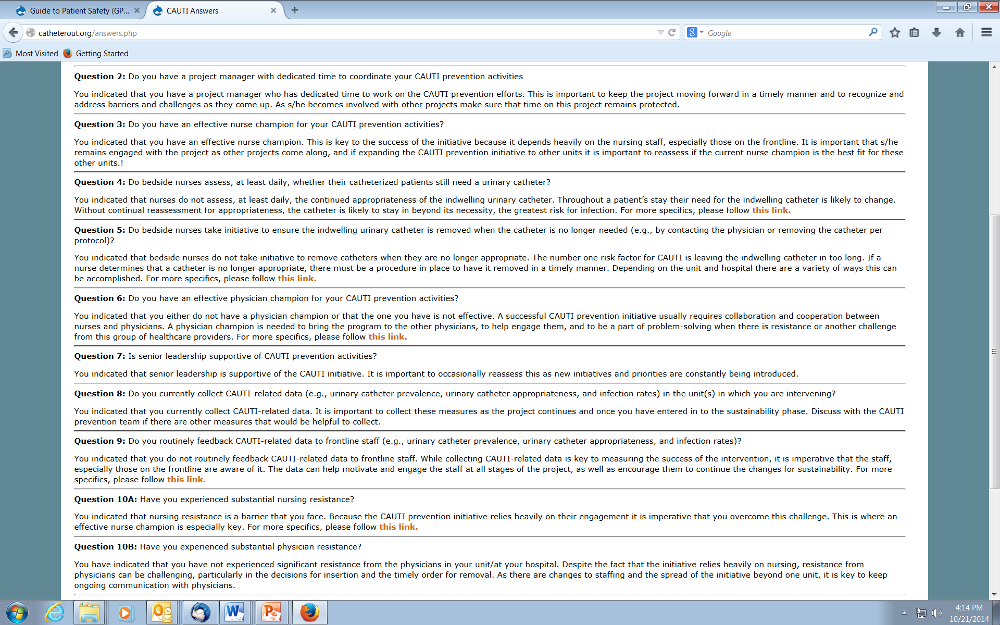 Guide to Patient Safety (GP...
CAUTI Answers
catheterout.org/answers.php
Google
Most Visited
Getting Started
Question 2: Do you have a project manager with dedicated time to coordinate your CAUTI prevention activities
You indicated that you have a project manager who has dedicated time to work on the CAUTI prevention efforts. This is important to keep the project moving forward in a timely manner and to recognize and
address barriers and challenges as they come up. As s/he becomes involved with other projects make sure that time on this project remains protected.
Question 3: Do you have an effective nurse champion for your CAUTI prevention activities?
You indicated that you have an effective nurse champion. This is key to the success of the initiative because it depends heavily on the nursing staff, especially those on the frontline. It is important that s/he
remains engaged with the project as other projects come along, and if expanding the CAUTI prevention initiative to other units it is important to reassess if the current nurse champion is the best fit for these
other units.!
Question 4: Do bedside nurses assess, at least daily, whether their catheterized patients still need a urinary catheter?
You indicated that nurses do not assess, at least daily, the continued appropriateness of the indwelling urinary catheter. Throughout a patient’s stay their need for the indwelling catheter is likely to change.
Without continual reassessment for appropriateness, the catheter is likely to stay in beyond its necessity, the greatest risk for infection. For more specifics, please follow this link.
Question 5: Do bedside nurses take initiative to ensure the indwelling urinary catheter is removed when the catheter is no longer needed (e.g., by contacting the physician or removing the catheter per
protocol)?
You indicated that bedside nurses do not take initiative to remove catheters when they are no longer appropriate. The number one risk factor for CAUTI is leaving the indwelling catheter in too long. If a
nurse determines that a catheter is no longer appropriate, there must be a procedure in place to have it removed in a timely manner. Depending on the unit and hospital there are a variety of ways this can
be accomplished. For more specifics, please follow this link.
Question 6: Do you have an effective physician champion for your CAUTI prevention activities?
You indicated that you either do not have a physician champion or that the one you have is not effective. A successful CAUTI prevention initiative usually requires collaboration and cooperation between
nurses and physicians. A physician champion is needed to bring the program to the other physicians, to help engage them, and to be a part of problem-solving when there is resistance or another challenge
from this group of healthcare providers. For more specifics, please follow this link.
Question 7: Is senior leadership supportive of CAUTI prevention activities?
You indicated that senior leadership is supportive of the CAUTI initiative. It is important to occasionally reassess this as new initiatives and priorities are constantly being introduced.
Question 8: Do you currently collect CAUTI-related data (e.g., urinary catheter prevalence, urinary catheter appropriateness, and infection rates) in the unit(s) in which you are intervening?
You indicated that you currently collect CAUTI-related data. It is important to collect these measures as the project continues and once you have entered in to the sustainability phase. Discuss with the CAUTI
prevention team if there are other measures that would be helpful to collect.
Question 9: Do you routinely feedback CAUTI-related data to frontline staff (e.g., urinary catheter prevalence, urinary catheter appropriateness, and infection rates)?
You indicated that you do not routinely feedback CAUTI-related data to frontline staff. While collecting CAUTI-related data is key to measuring the success of the intervention, it is imperative that the staff,
especially those on the frontline are aware of it. The data can help motivate and engage the staff at all stages of the project, as well as encourage them to continue the changes for sustainability. For more
specifics, please follow this link.
Question 10A: Have you experienced substantial nursing resistance?
You indicated that nursing resistance is a barrier that you face. Because the CAUTI prevention initiative relies heavily on their engagement it is imperative that you overcome this challenge. This is where an
effective nurse champion is especially key. For more specifics, please follow this link.
Question 10B: Have you experienced substantial physician resistance?
You have indicated that you have not experienced significant resistance from the physicians in your unit/at your hospital. Despite the fact that the initiative relies heavily on nursing, resistance from
physicians can be challenging, particularly in the decisions for insertion and the timely order for removal. As there are changes to staffing and the spread of the initiative beyond one unit, it is key to keep
ongoing communication with physicians.
4:14 PM
10/21/2014